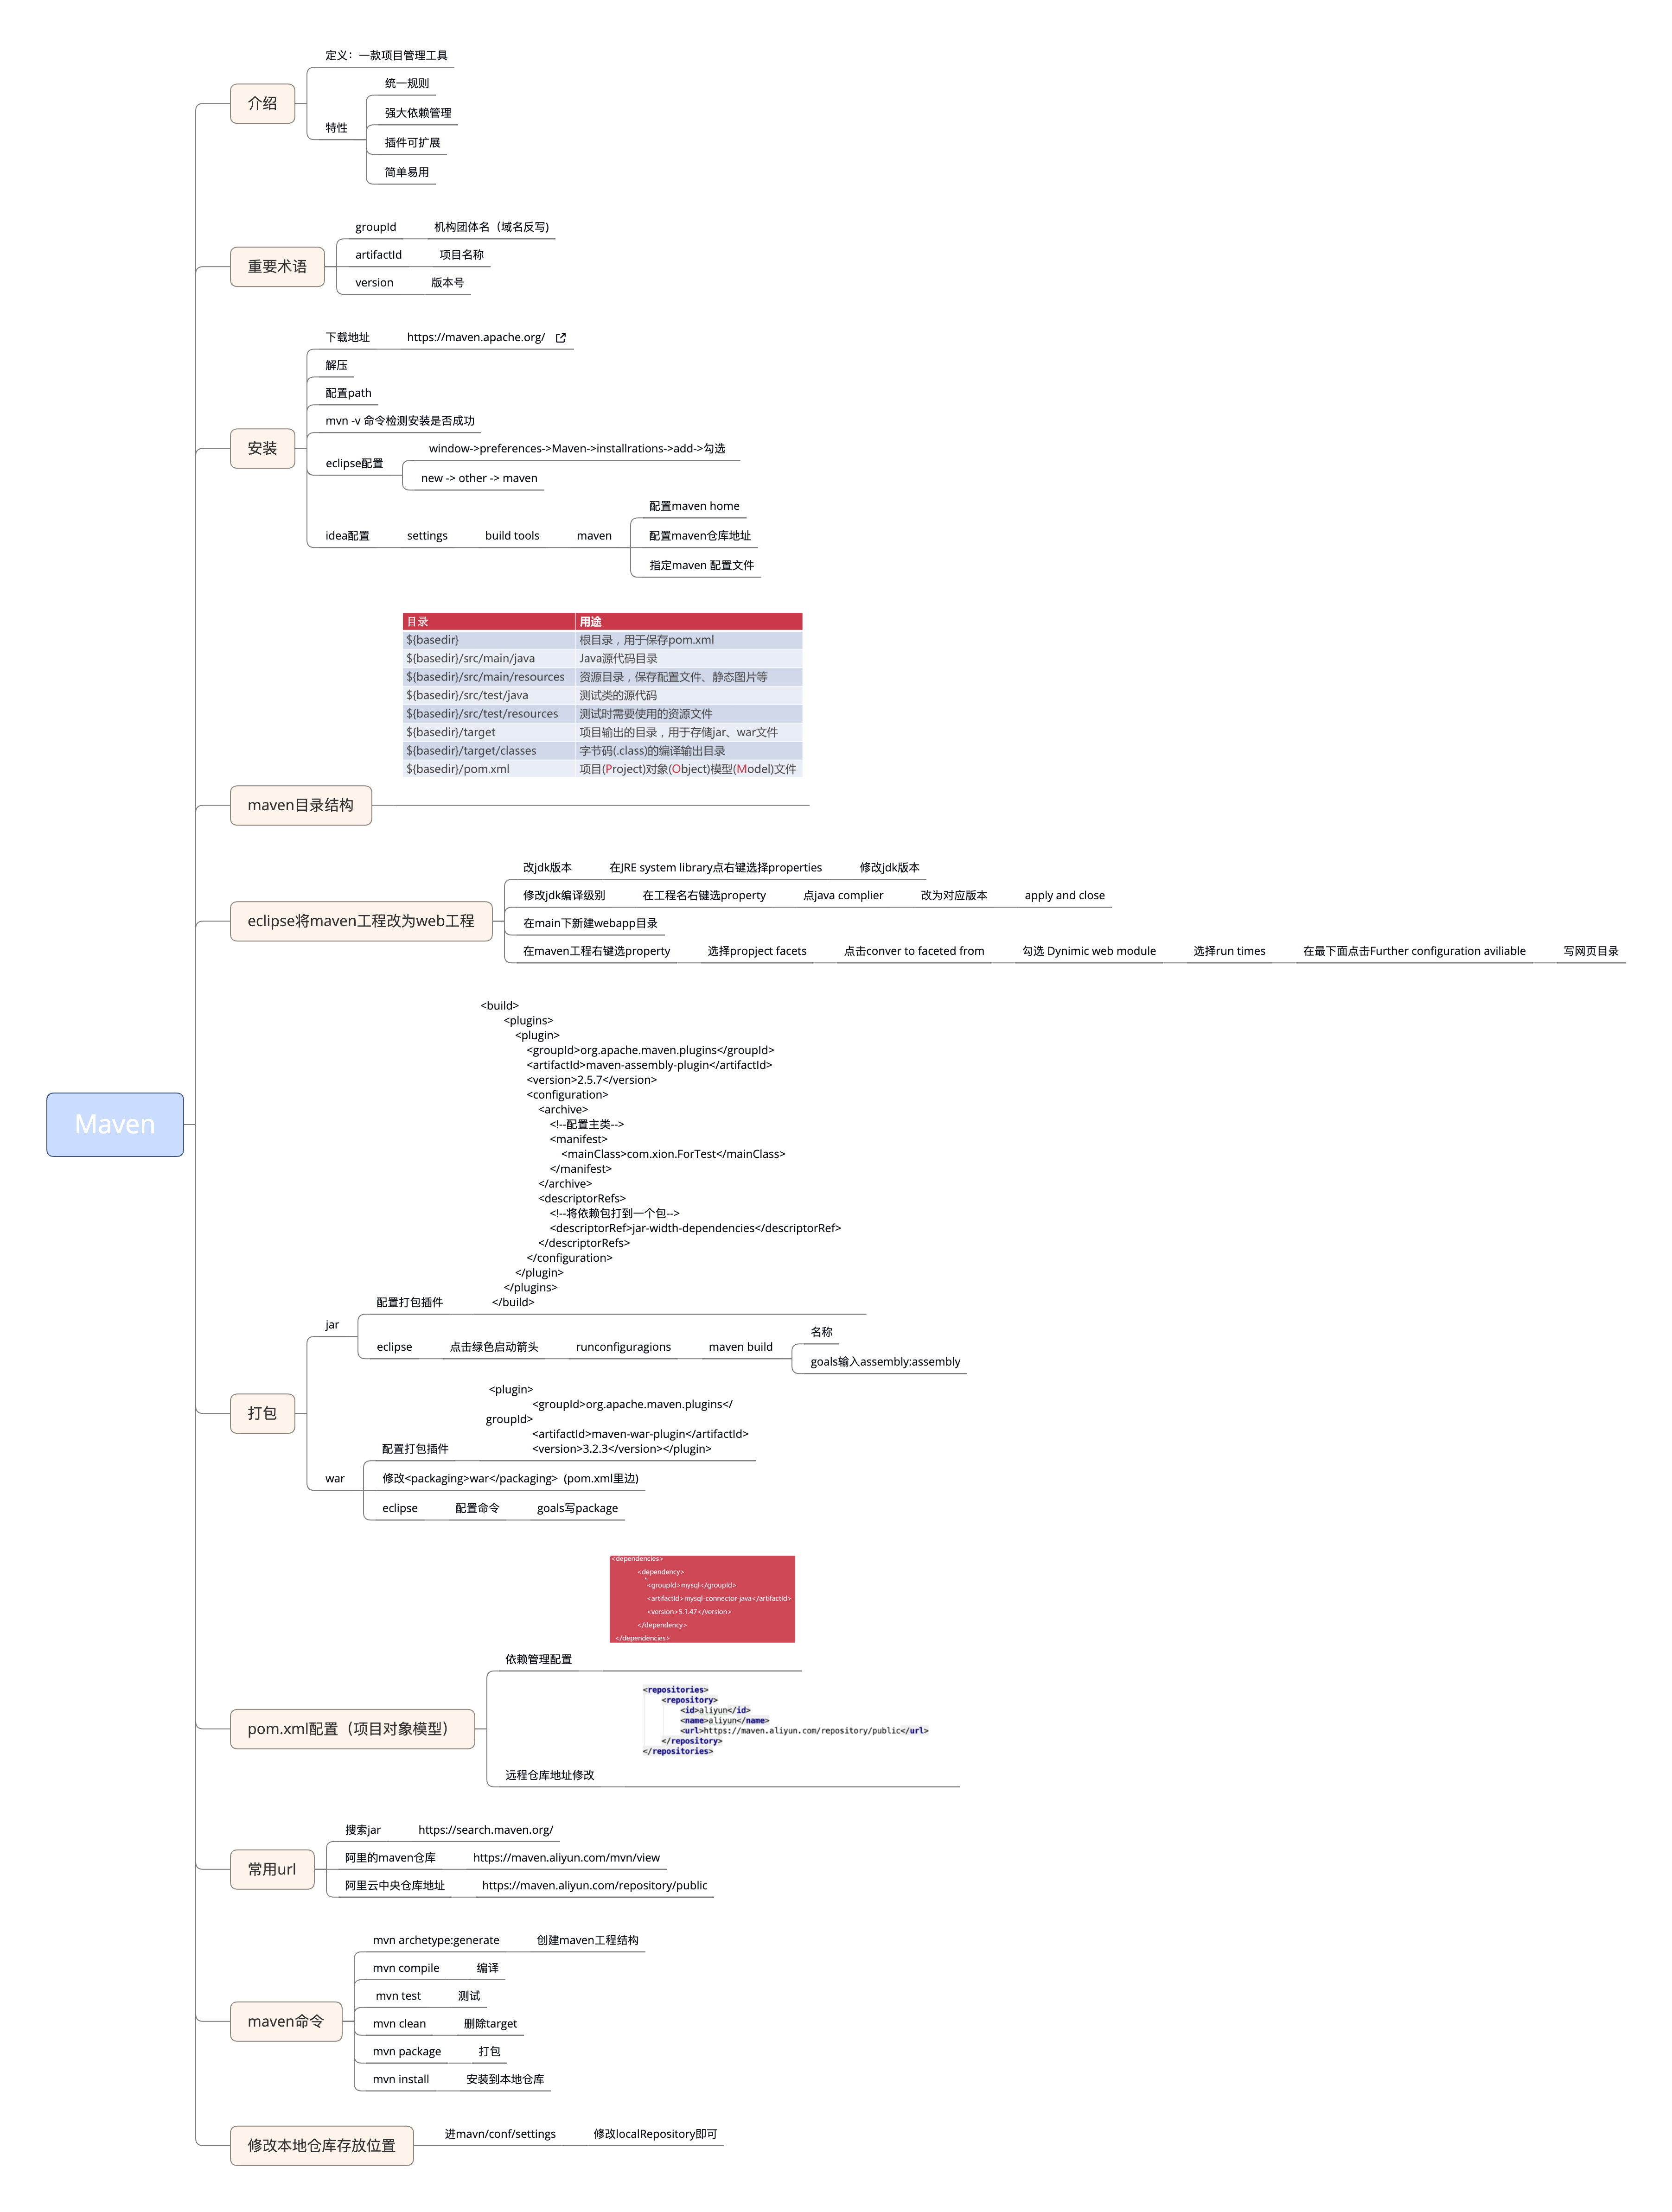 Maven
介绍
定义：一款项目管理工具
特性
统一规则
强大依赖管理
插件可扩展
简单易用
重要术语
groupId 机构团体名（域名反写)
artifactId 项目名称
version 版本号
安装
下载地址 https://maven.apache.org/
解压
配置path
mvn -v 命令检测安装是否成功
eclipse配置
window->preferences->Maven->installrations->add->勾选
new -> other -> maven
idea配置 settings build tools maven
配置maven home
配置maven仓库地址
指定maven 配置文件
maven目录结构
目录 用途
${basedir} 根目录，用于保存pom.xml
${basedir}/src/main/java Java源代码目录
${basedir}/src/main/resources 资源目录，保存配置文件、静态图片等
${basedir}/src/test/java 测试类的源代码
${basedir}/src/test/resources 测试时需要使用的资源文件
${basedir}/target 项目输出的目录，用于存储jar、war文件
${basedir}/target/classes 字节码(.class)的编译输出目录
${basedir}/pom.xml 项目(Project)对象(Object)模型(Model)文件
eclipse将maven工程改为web工程
改jdk版本 在JRE system library点右键选择properties 修改jdk版本
修改jdk编译级别 在工程名右键选property 点java complier 改为对应版本 apply and close
在main下新建webapp目录
在maven工程右键选property 选择propject facets 点击conver to faceted from 勾选 Dynimic web module 选择run times 在最下面点击Further configuration aviliable 写网页目录
打包
jar
配置打包插件
<build>
<plugins>
<plugin>
<groupId>org.apache.maven.plugins</groupId>
<artifactId>maven-assembly-plugin</artifactId>
<version>2.5.7</version>
<configuration>
<archive>
<!--配置主类-->
<manifest>
<mainClass>com.xion.ForTest</mainClass>
</manifest>
</archive>
<descriptorRefs>
<!--将依赖包打到一个包-->
<descriptorRef>jar-width-dependencies</descriptorRef>
</descriptorRefs>
</configuration>
</plugin>
</plugins>
</build>
eclipse 点击绿色启动箭头 runconfiguragions maven build
名称
goals输入assembly:assembly
war
配置打包插件
<plugin>
<groupId>org.apache.maven.plugins</
groupId>
<artifactId>maven-war-plugin</artifactId>
<version>3.2.3</version></plugin>
修改<packaging>war</packaging> (pom.xml里边)
eclipse 配置命令 goals写package
pom.xml配置（项目对象模型）
依赖管理配置
<dependencies>
<dependency>
<groupId>mysql</groupId>
<artifactId>mysql-connector-java</artifactId>
<version>5.1.47</version>
</dependency>
</dependencies>
远程仓库地址修改
<repositories>
<repository>
<id>aliyun</id>
<name>aliyun</name>
<url>https://maven.aliyun.com/repository/public</url>
</repository>
</repositories>
常用url
搜索jar https://search.maven.org/
阿里的maven仓库 https://maven.aliyun.com/mvn/view
阿里云中央仓库地址 https://maven.aliyun.com/repository/public
maven命令
mvn archetype:generate 创建maven工程结构
mvn compile 编译
mvn test 测试
mvn clean 删除target
mvn package 打包
mvn install 安装到本地仓库
修改本地仓库存放位置 进mavn/conf/settings 修改localRepository即可